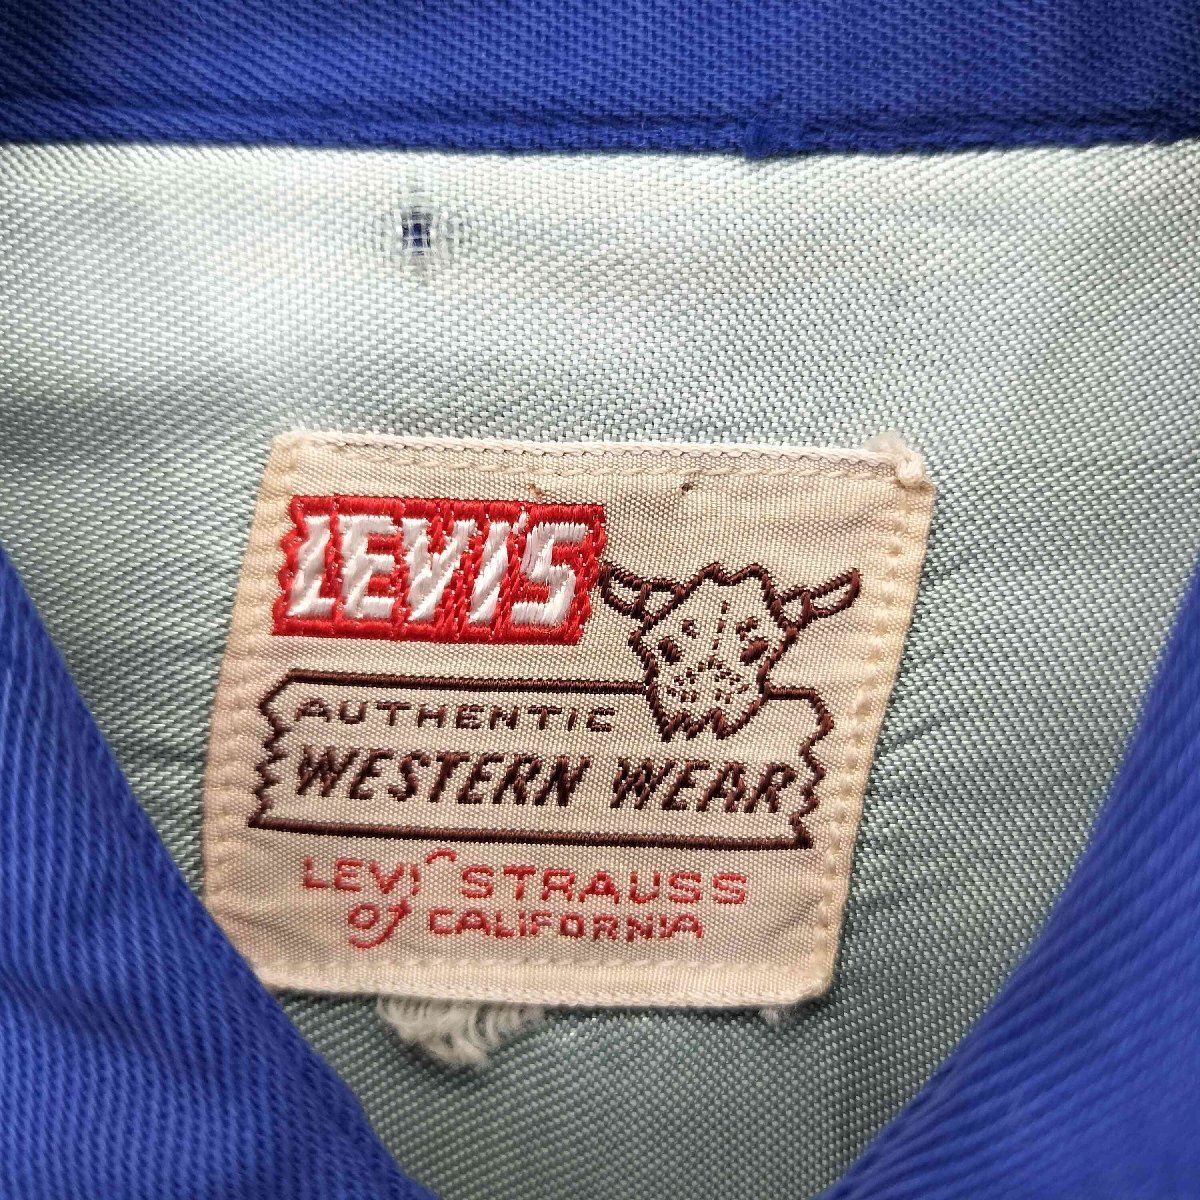 LEVI'S
AUTHENTIC
WESTERN WEAR
LEVI STRAUSS
of CALIFORNIA